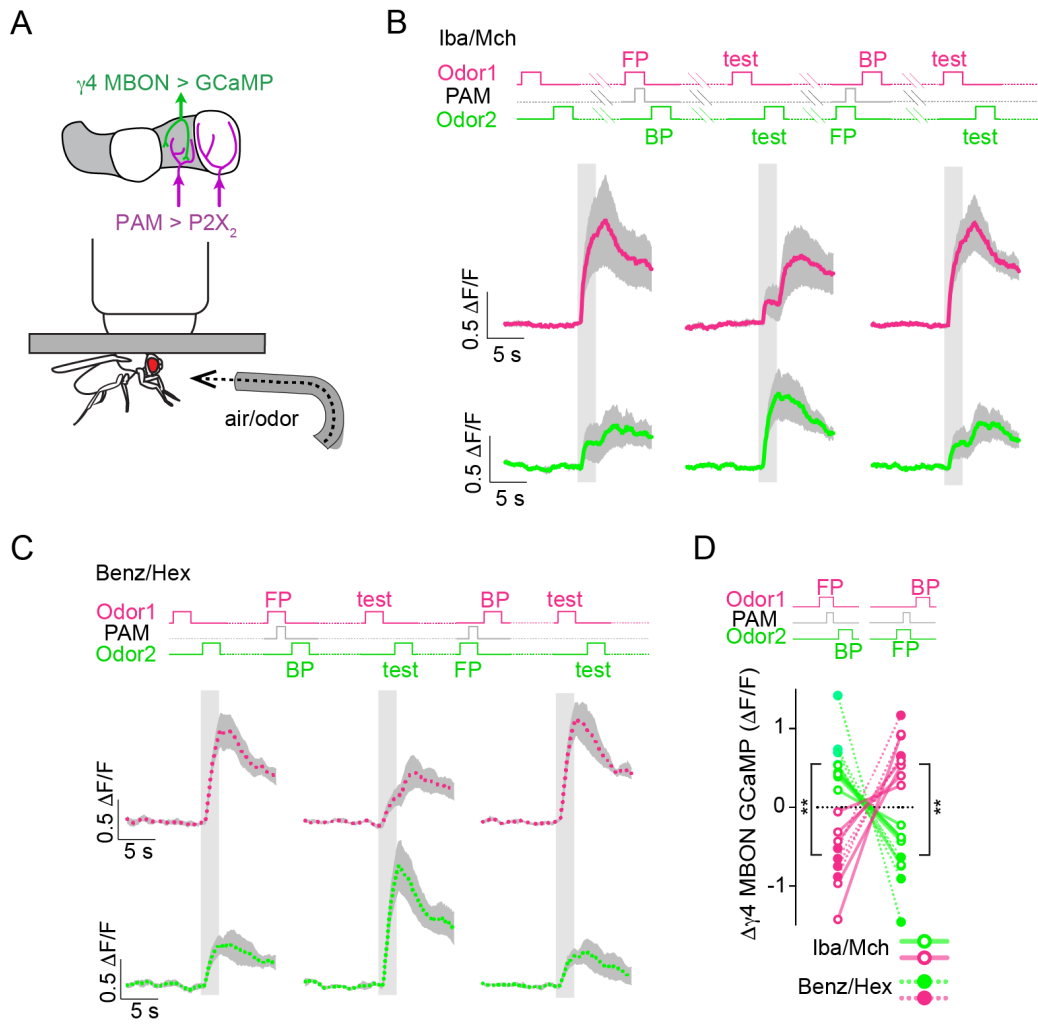 A
γ4 MBON > GCaMP
PAM > P2X2
air/odor
B
Iba/Mch
FP test BP test
Odor1
PAM
Odor2
BP test FP test
0.5 ΔF/F
5 s
0.5 ΔF/F
5 s
C
Benz/Hex
FP test BP test
Odor1
PAM
Odor2
BP test FP test
0.5 ΔF/F
5 s
0.5 ΔF/F
5 s
D
FP BP
Odor1
PAM
Odor2
BP FP
Δγ4 MBON GCaMP (ΔF/F)
1
0
-1
** **
Iba/Mch
Benz/Hex